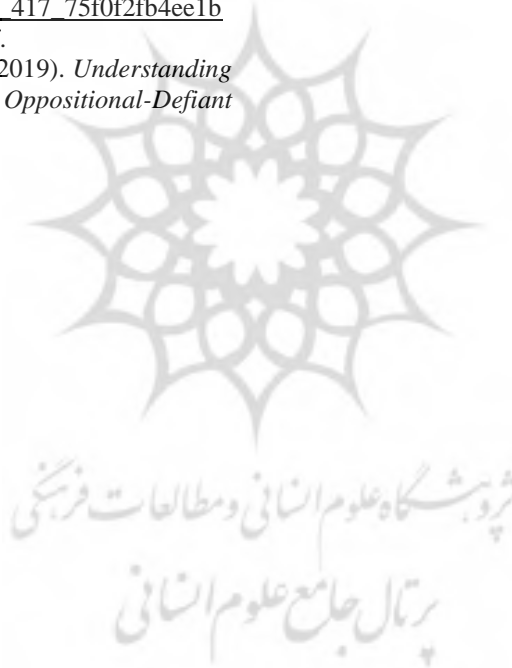 _417_75f0f2fb4ee1b
2019). Understanding
Oppositional-Defiant
پژوهشگاه علوم انسانی و مطالعات فرهنگی
پرتال جامع علوم انسانی